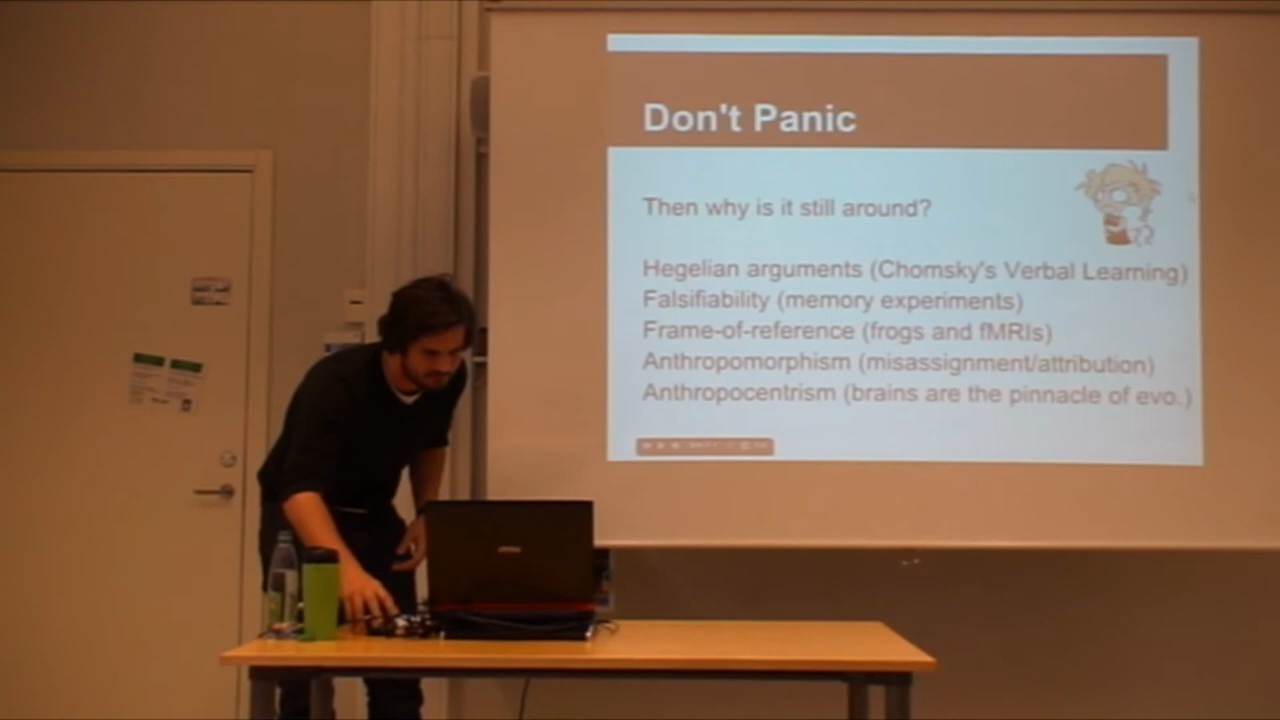 Don't Panic
Then why is it still around?
Hegelian arguments (Chomsky's Verbal Learning)
Falsifiability (memory experiments)
Frame-of-reference (frogs and fMRIs)
Anthropomorphism (misassignment/attribution)
Anthropocentrism (brains are the pinnacle of evo.)